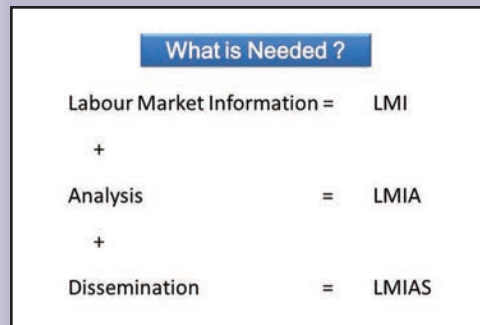 What is Needed ?
Labour Market Information = LMI
+
Analysis = LMIA
+
Dissemination = LMIAS